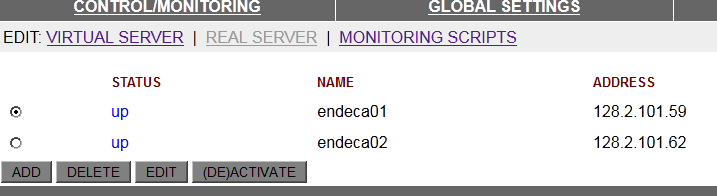 CONTROL/MONITORING GLOBAL SETTINGS
EDIT: VIRTUAL SERVER | REAL SERVER | MONITORING SCRIPTS
STATUS NAME ADDRESS
up endeca01 128.2.101.59
up endeca02 128.2.101.62
ADD DELETE EDIT (DE)ACTIVATE